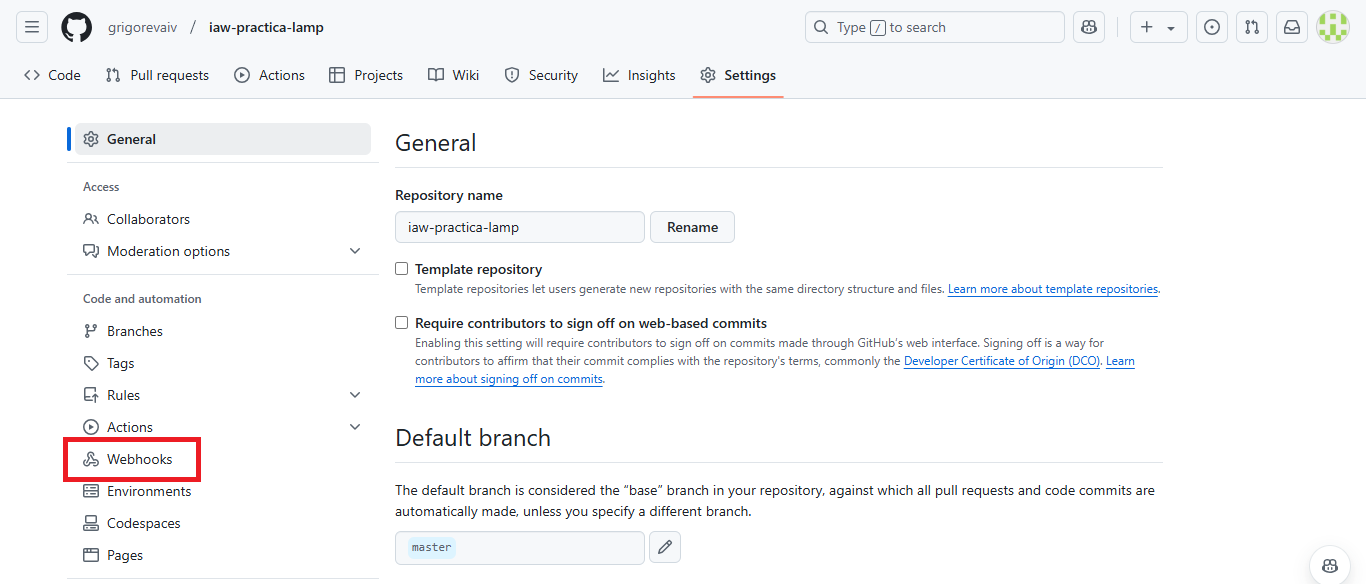 grigorevaiv / iaw-practica-lamp
Type / to search
Code Pull requests Actions Projects Wiki Security Insights Settings
General
Access
Collaborators
Moderation options
Code and automation
Branches
Tags
Rules
Actions
Webhooks
Environments
Codespaces
Pages
General
Repository name
iaw-practica-lamp Rename
Template repository
Template repositories let users generate new repositories with the same directory structure and files. Learn more about template repositories.
Require contributors to sign off on web-based commits
Enabling this setting will require contributors to sign off on commits made through GitHub's web interface. Signing off is a way for
contributors to affirm that their commit complies with the repository's terms, commonly the Developer Certificate of Origin (DCO). Learn
more about signing off on commits.
Default branch
The default branch is considered the “base” branch in your repository, against which all pull requests and code commits are
automatically made, unless you specify a different branch.
master